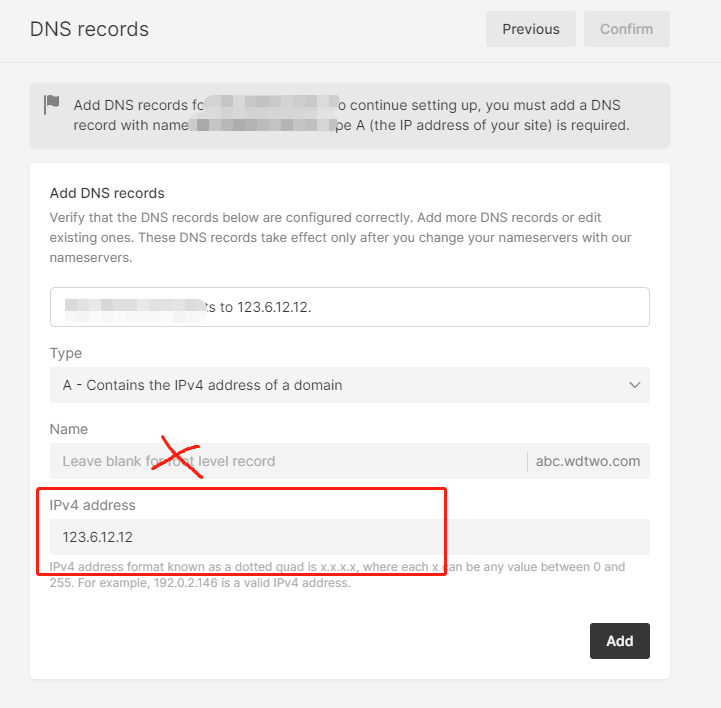 DNS records
Previous
Confirm
Add DNS records fo continue setting up, you must add a DNS
record with name pe A (the IP address of your site) is required.
Add DNS records
Verify that the DNS records below are configured correctly. Add more DNS records or edit
existing ones. These DNS records take effect only after you change your nameservers with our
nameservers.
ts to 123.6.12.12.
Type
A - Contains the IPv4 address of a domain
Name
Leave blank for root level record
abc.wdtwo.com
IPv4 address
123.6.12.12
IPv4 address format known as a dotted quad is x.x.x.x, where each x can be any value between 0 and
255. For example, 192.0.2.146 is a valid IPv4 address.
Add